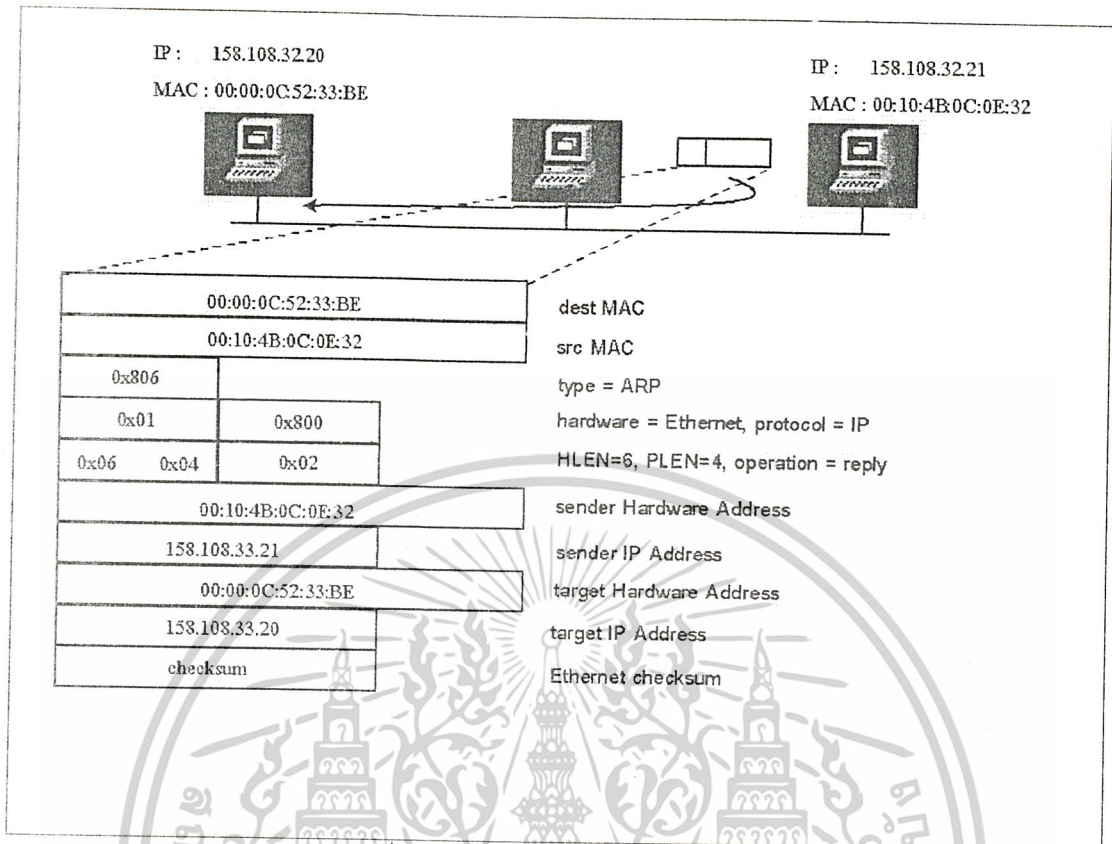 IP : 158.108.32.20
MAC : 00:00:0C:52:33:BE
IP : 158.108.32.21
MAC : 00:10:4B:0C:0E:32
00:00:0C:52:33:BE dest MAC
00:10:4B:0C:0E:32 src MAC
0x806 type = ARP
0x01 0x800 hardware = Ethernet, protocol = IP
0x06 0x04 0x02 HLEN=6, PLEN=4, operation = reply
00:10:4B:0C:0E:32 sender Hardware Address
158.108.33.21 sender IP Address
00:00:0C:52:33:BE target Hardware Address
158.108.33.20 target IP Address
checksum Ethernet checksum